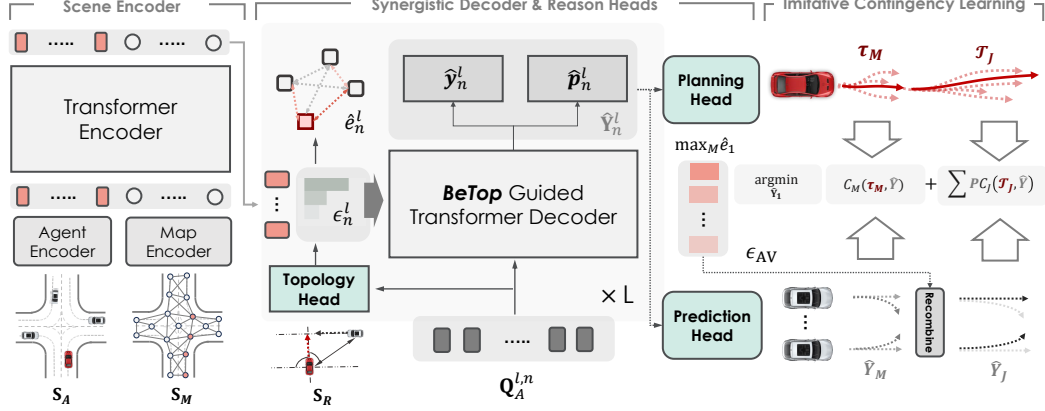 Scene Encoder
Synergistic Decoder & Reason Heads
Imitative Contingency Learning
.....
.....
Transformer
Encoder
.....
.....
Agent
Encoder
Map
Encoder
S_A
S_M
ê_n^l
ϵ_n^l
Topology
Head
S_R
ŷ_n^l
p̂_n^l
Ŷ_n^l
BeTop Guided
Transformer Decoder
× L
.....
Q_A^{l,n}
Planning
Head
max_M ê_1
ϵ_AV
Prediction
Head
τ_M
𝒯_J
argmin
Ŷ_1
C_M(τ_M, Ŷ)
+
∑ PC_J(𝒯_J, Ŷ)
Recombine
Ŷ_M
Ŷ_J